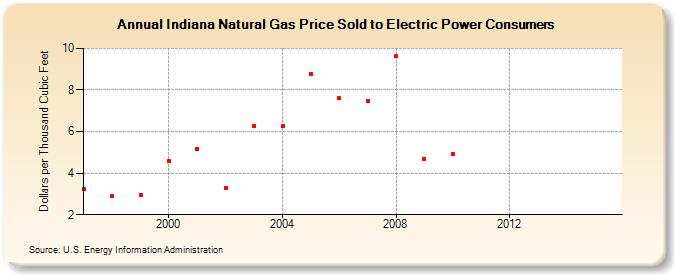 Annual Indiana Natural Gas Price Sold to Electric Power Consumers
Dollars per Thousand Cubic Feet
10
8
6
4
2
2000 2004 2008 2012
Source: U.S. Energy Information Administration